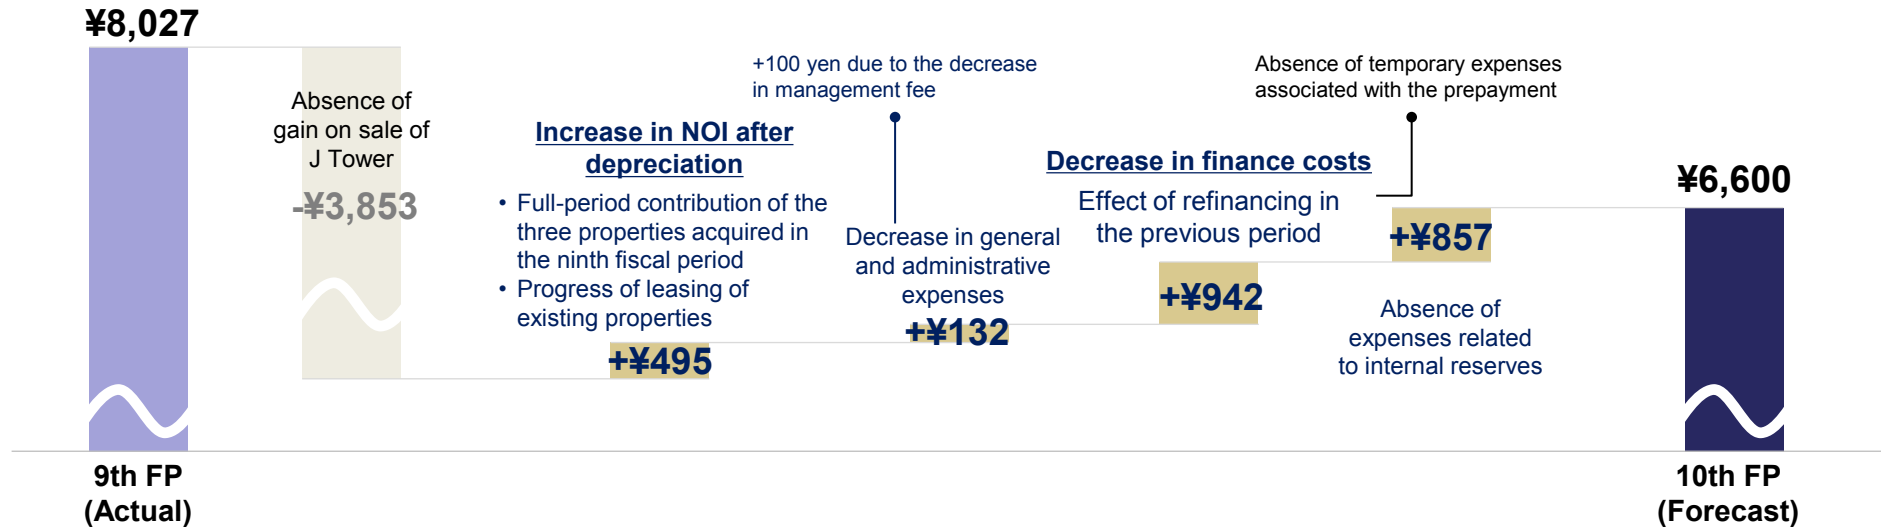 ¥8,027
Absence of
gain on sale of
J Tower
-¥3,853
Increase in NOI after
depreciation
• Full-period contribution of the
three properties acquired in
the ninth fiscal period
• Progress of leasing of
existing properties
+¥495
+100 yen due to the decrease
in management fee
Decrease in general
and administrative
expenses
+¥132
Decrease in finance costs
Effect of refinancing in
the previous period
+¥942
Absence of temporary expenses
associated with the prepayment
+¥857
Absence of
expenses related
to internal reserves
¥6,600
9th FP
(Actual)
10th FP
(Forecast)